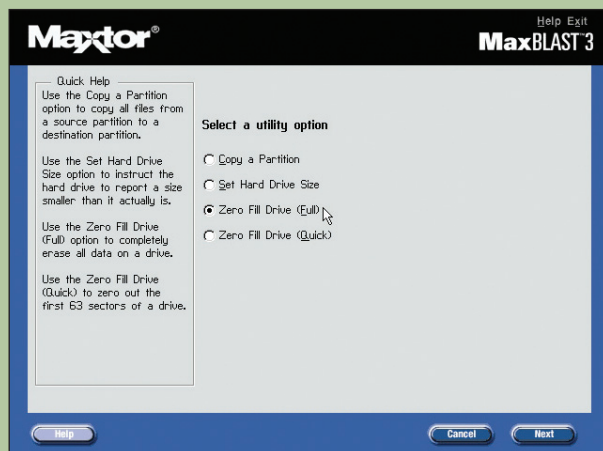 Help Exit
Maxtor®
MaxBLAST™3
Quick Help
Use the Copy a Partition
option to copy all files from
a source partition to a
destination partition.
Use the Set Hard Drive
Size option to instruct the
hard drive to report a size
smaller than it actually is.
Use the Zero Fill Drive
(Full) option to completely
erase all data on a drive.
Use the Zero Fill Drive
(Quick) to zero out the
first 63 sectors of a drive.
Select a utility option
Copy a Partition
Set Hard Drive Size
Zero Fill Drive (Full)
Zero Fill Drive (Quick)
Help
Cancel
Next